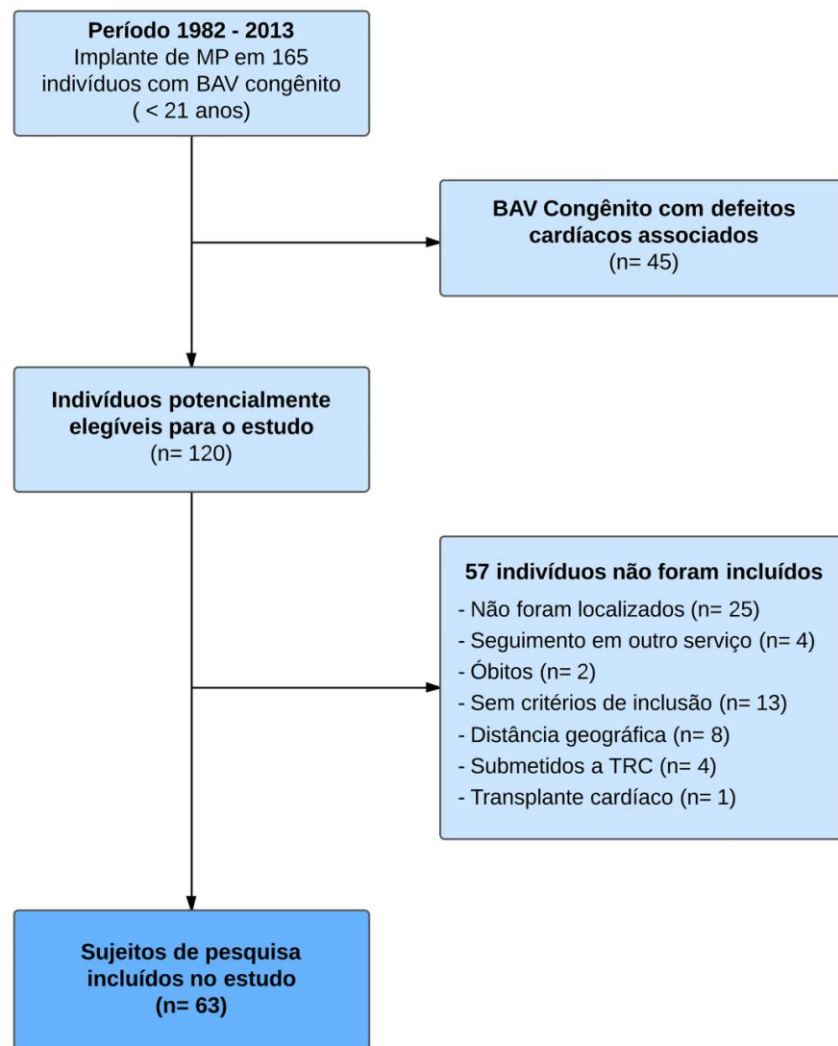 Período 1982 - 2013
Implante de MP em 165
indivíduos com BAV congênito
( < 21 anos)
BAV Congênito com defeitos
cardíacos associados
(n= 45)
Indivíduos potencialmente
elegíveis para o estudo
(n= 120)
57 indivíduos não foram incluídos
- Não foram localizados (n= 25)
- Seguimento em outro serviço (n= 4)
- Óbitos (n= 2)
- Sem critérios de inclusão (n= 13)
- Distância geográfica (n= 8)
- Submetidos a TRC (n= 4)
- Transplante cardíaco (n= 1)
Sujeitos de pesquisa
incluídos no estudo
(n= 63)